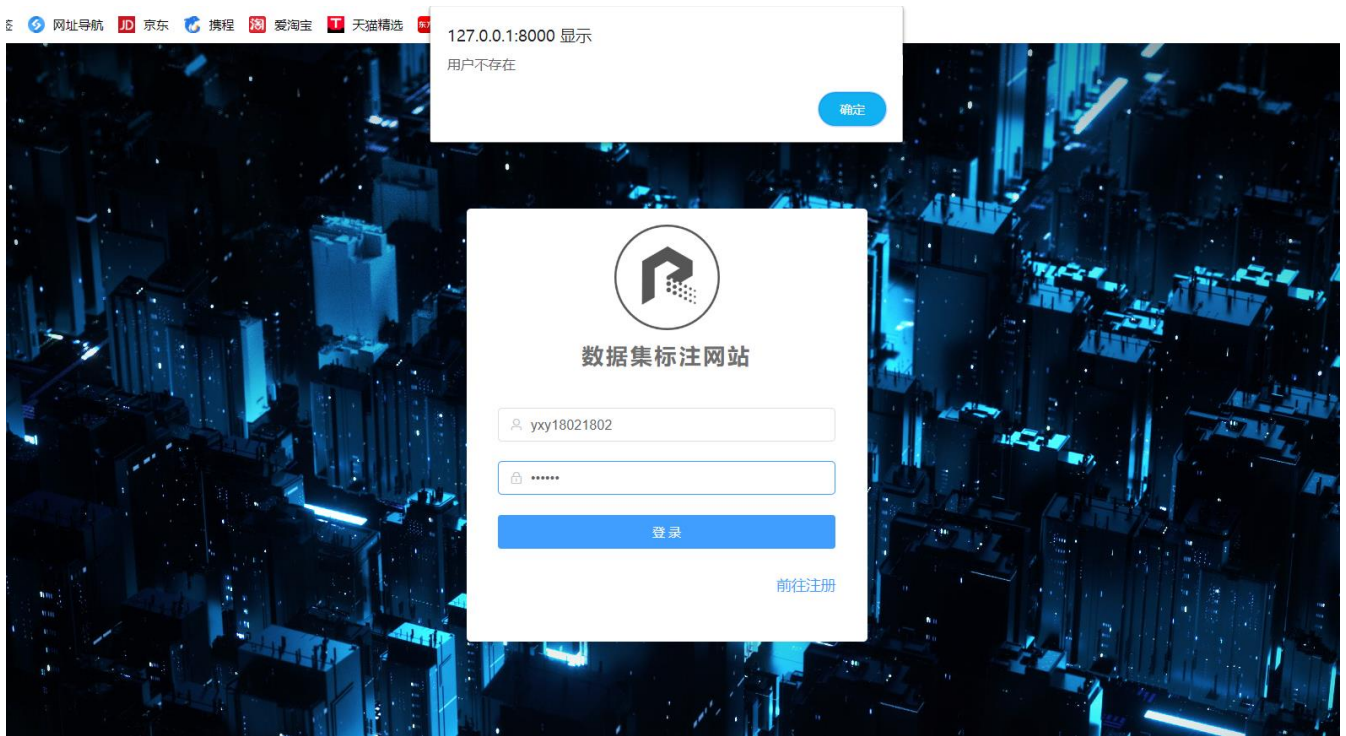 网址导航 JD 京东 携程 淘 爱淘宝 T 天猫精选
127.0.0.1:8000 显示
用户不存在
确定
数据集标注网站
yxy18021802
••••••
登录
前往注册